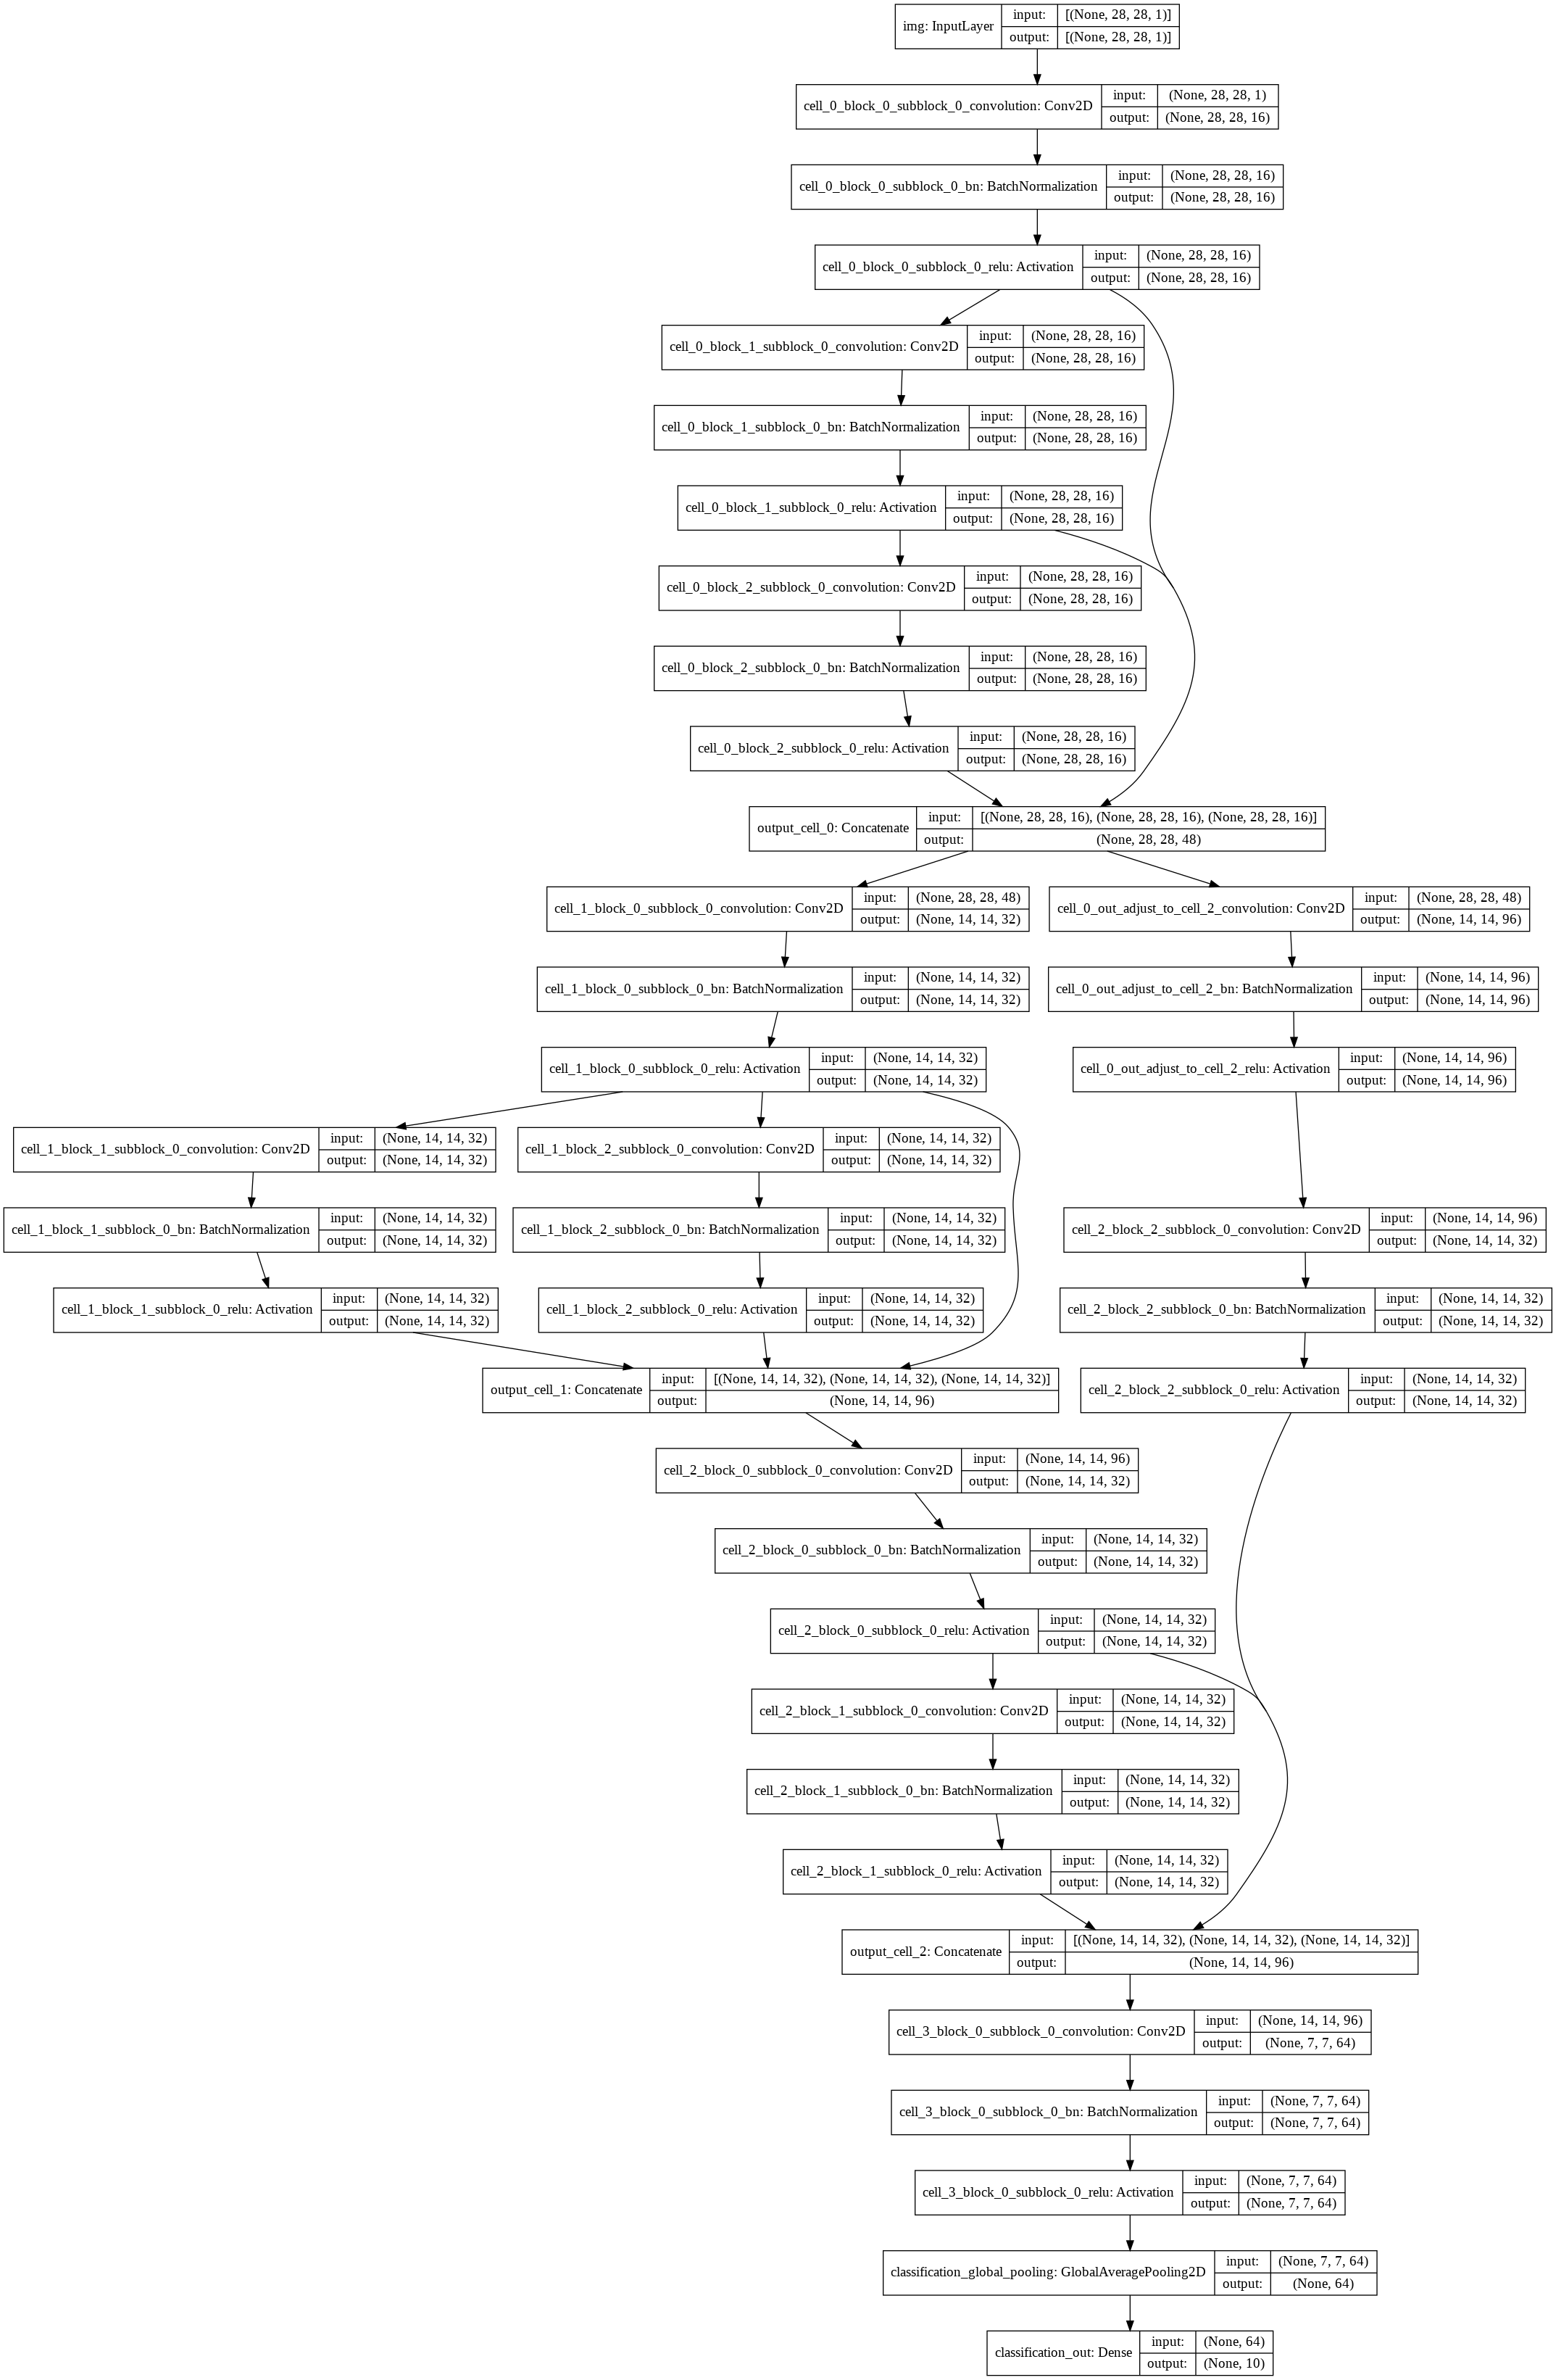 img: InputLayer
input: [(None, 28, 28, 1)]
output: [(None, 28, 28, 1)]
cell_0_block_0_subblock_0_convolution: Conv2D
input: (None, 28, 28, 1)
output: (None, 28, 28, 16)
cell_0_block_0_subblock_0_bn: BatchNormalization
input: (None, 28, 28, 16)
output: (None, 28, 28, 16)
cell_0_block_0_subblock_0_relu: Activation
input: (None, 28, 28, 16)
output: (None, 28, 28, 16)
cell_0_block_1_subblock_0_convolution: Conv2D
input: (None, 28, 28, 16)
output: (None, 28, 28, 16)
cell_0_block_1_subblock_0_bn: BatchNormalization
input: (None, 28, 28, 16)
output: (None, 28, 28, 16)
cell_0_block_1_subblock_0_relu: Activation
input: (None, 28, 28, 16)
output: (None, 28, 28, 16)
cell_0_block_2_subblock_0_convolution: Conv2D
input: (None, 28, 28, 16)
output: (None, 28, 28, 16)
cell_0_block_2_subblock_0_bn: BatchNormalization
input: (None, 28, 28, 16)
output: (None, 28, 28, 16)
cell_0_block_2_subblock_0_relu: Activation
input: (None, 28, 28, 16)
output: (None, 28, 28, 16)
output_cell_0: Concatenate
input: [(None, 28, 28, 16), (None, 28, 28, 16), (None, 28, 28, 16)]
output: (None, 28, 28, 48)
cell_1_block_0_subblock_0_convolution: Conv2D
input: (None, 28, 28, 48)
output: (None, 14, 14, 32)
cell_0_out_adjust_to_cell_2_convolution: Conv2D
input: (None, 28, 28, 48)
output: (None, 14, 14, 96)
cell_1_block_0_subblock_0_bn: BatchNormalization
input: (None, 14, 14, 32)
output: (None, 14, 14, 32)
cell_0_out_adjust_to_cell_2_bn: BatchNormalization
input: (None, 14, 14, 96)
output: (None, 14, 14, 96)
cell_1_block_0_subblock_0_relu: Activation
input: (None, 14, 14, 32)
output: (None, 14, 14, 32)
cell_0_out_adjust_to_cell_2_relu: Activation
input: (None, 14, 14, 96)
output: (None, 14, 14, 96)
cell_1_block_1_subblock_0_convolution: Conv2D
input: (None, 14, 14, 32)
output: (None, 14, 14, 32)
cell_1_block_2_subblock_0_convolution: Conv2D
input: (None, 14, 14, 32)
output: (None, 14, 14, 32)
cell_1_block_1_subblock_0_bn: BatchNormalization
input: (None, 14, 14, 32)
output: (None, 14, 14, 32)
cell_1_block_2_subblock_0_bn: BatchNormalization
input: (None, 14, 14, 32)
output: (None, 14, 14, 32)
cell_2_block_2_subblock_0_convolution: Conv2D
input: (None, 14, 14, 96)
output: (None, 14, 14, 32)
cell_1_block_1_subblock_0_relu: Activation
input: (None, 14, 14, 32)
output: (None, 14, 14, 32)
cell_1_block_2_subblock_0_relu: Activation
input: (None, 14, 14, 32)
output: (None, 14, 14, 32)
cell_2_block_2_subblock_0_bn: BatchNormalization
input: (None, 14, 14, 32)
output: (None, 14, 14, 32)
output_cell_1: Concatenate
input: [(None, 14, 14, 32), (None, 14, 14, 32), (None, 14, 14, 32)]
output: (None, 14, 14, 96)
cell_2_block_2_subblock_0_relu: Activation
input: (None, 14, 14, 32)
output: (None, 14, 14, 32)
cell_2_block_0_subblock_0_convolution: Conv2D
input: (None, 14, 14, 96)
output: (None, 14, 14, 32)
cell_2_block_0_subblock_0_bn: BatchNormalization
input: (None, 14, 14, 32)
output: (None, 14, 14, 32)
cell_2_block_0_subblock_0_relu: Activation
input: (None, 14, 14, 32)
output: (None, 14, 14, 32)
cell_2_block_1_subblock_0_convolution: Conv2D
input: (None, 14, 14, 32)
output: (None, 14, 14, 32)
cell_2_block_1_subblock_0_bn: BatchNormalization
input: (None, 14, 14, 32)
output: (None, 14, 14, 32)
cell_2_block_1_subblock_0_relu: Activation
input: (None, 14, 14, 32)
output: (None, 14, 14, 32)
output_cell_2: Concatenate
input: [(None, 14, 14, 32), (None, 14, 14, 32), (None, 14, 14, 32)]
output: (None, 14, 14, 96)
cell_3_block_0_subblock_0_convolution: Conv2D
input: (None, 14, 14, 96)
output: (None, 7, 7, 64)
cell_3_block_0_subblock_0_bn: BatchNormalization
input: (None, 7, 7, 64)
output: (None, 7, 7, 64)
cell_3_block_0_subblock_0_relu: Activation
input: (None, 7, 7, 64)
output: (None, 7, 7, 64)
classification_global_pooling: GlobalAveragePooling2D
input: (None, 7, 7, 64)
output: (None, 64)
classification_out: Dense
input: (None, 64)
output: (None, 10)